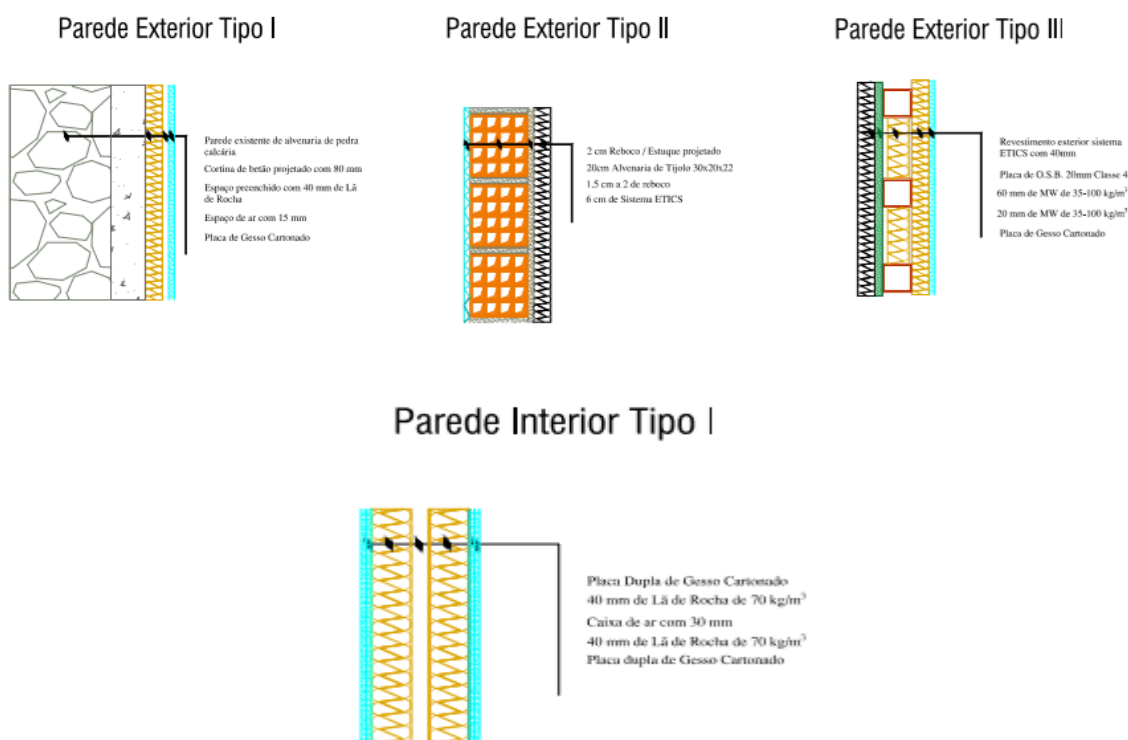 Parede Exterior Tipo I
Parede existente de alvenaria de pedra
calcária
Cortina de betão projetado com 80 mm
Espaço preenchido com 40 mm de Lã
de Rocha
Espaço de ar com 15 mm
Placa de Gesso Cartonado
Parede Exterior Tipo II
2 cm Reboco / Estuque projetado
20cm Alvenaria de Tijolo 30x20x22
1.5 cm a 2 de reboco
6 cm de Sistema ETICS
Parede Exterior Tipo III
Revestimento exterior sistema
ETICS com 40mm
Placa de O.S.B. 20mm Classe 4
60 mm de MW de 35-100 kg/m³
20 mm de MW de 35-100 kg/m³
Placa de Gesso Cartonado
Parede Interior Tipo I
Placa Dupla de Gesso Cartonado
40 mm de Lã de Rocha de 70 kg/m³
Caixa de ar com 30 mm
40 mm de Lã de Rocha de 70 kg/m³
Placa dupla de Gesso Cartonado